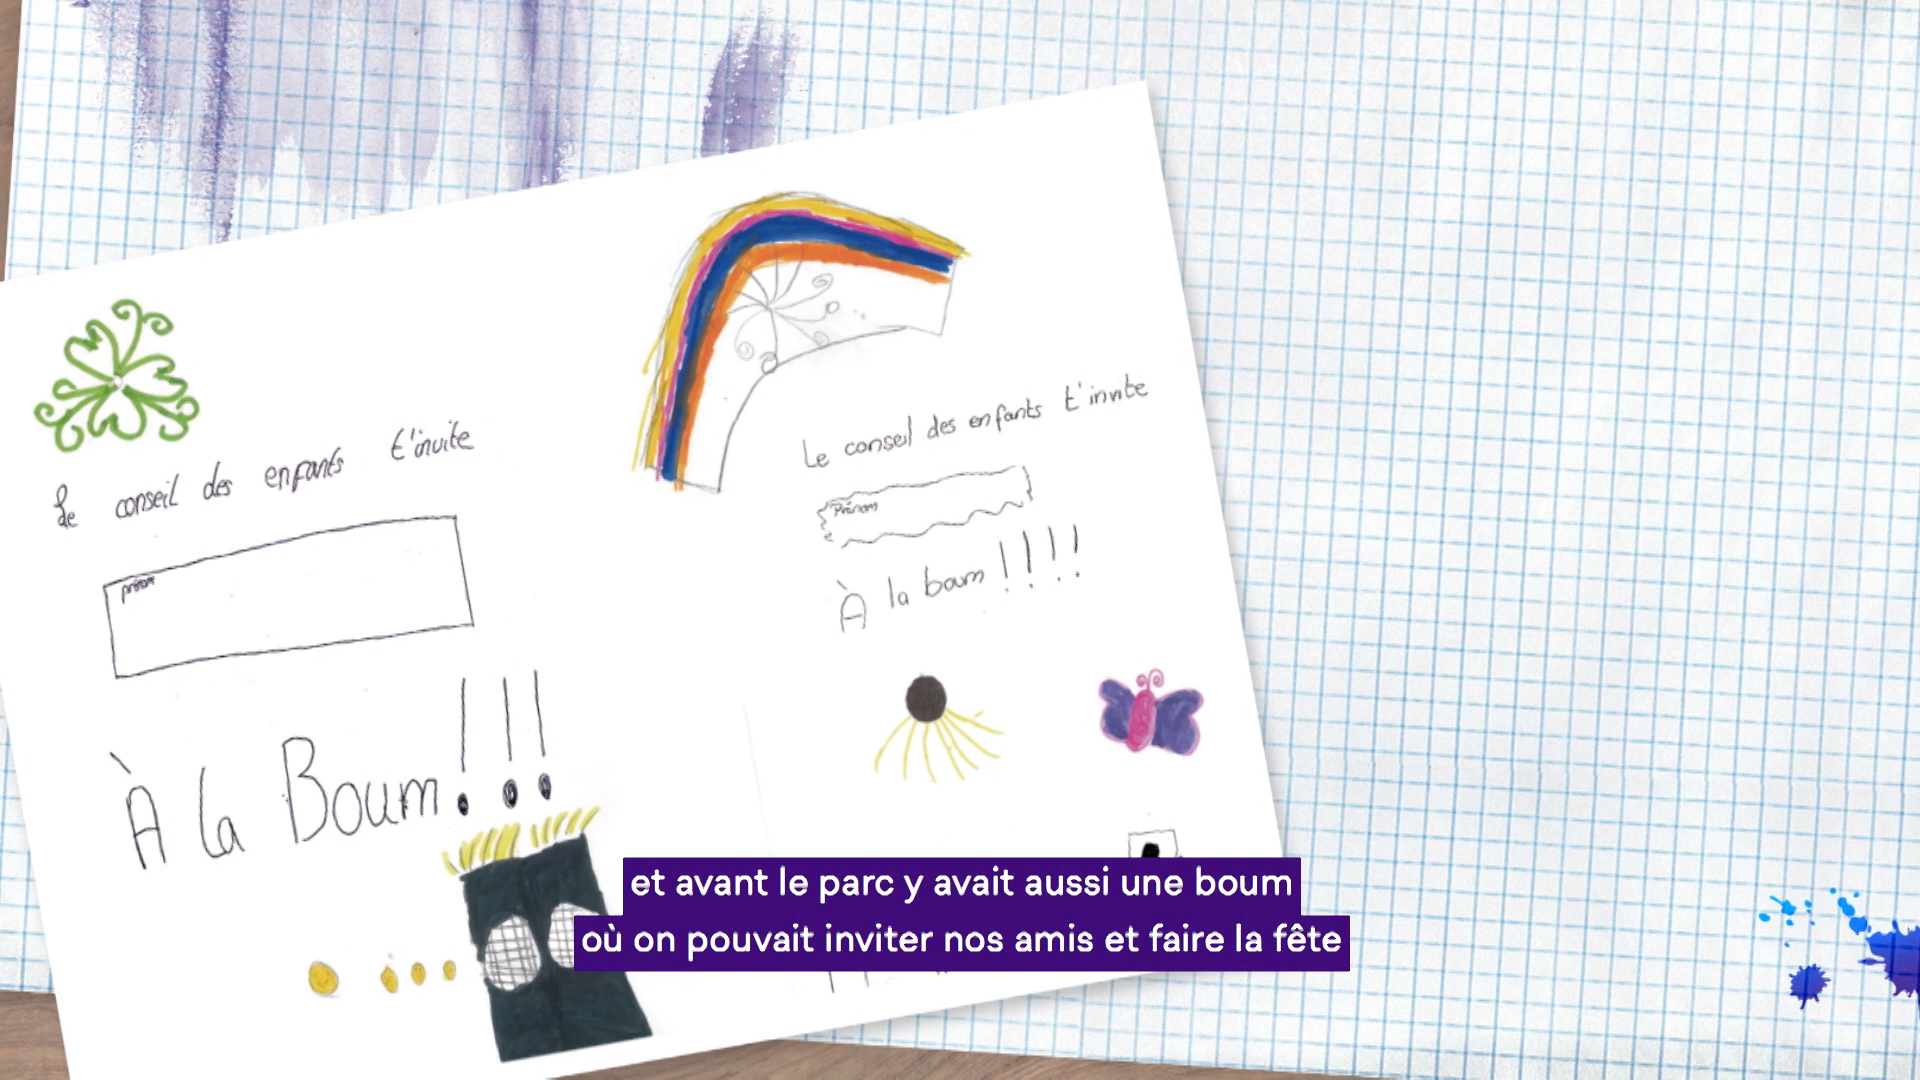 Le conseil des enfants t'invite
prénom
À la Boum!!!
Le conseil des enfants t'invite
Prénom
À la boum !!!!
et avant le parc y avait aussi une boum
où on pouvait inviter nos amis et faire la fête